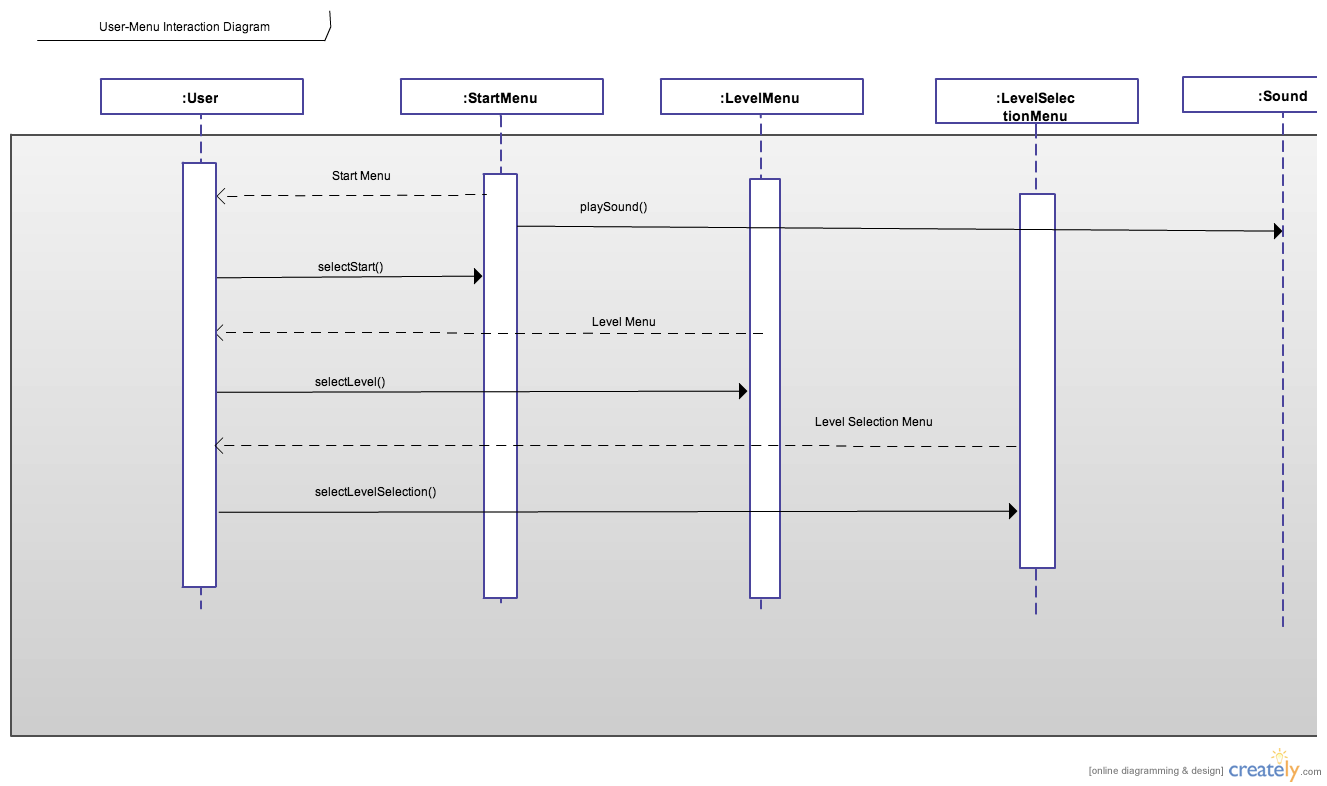 User-Menu Interaction Diagram
:User
:StartMenu
:LevelMenu
:LevelSelec
tionMenu
:Sound
Start Menu
playSound()
selectStart()
Level Menu
selectLevel()
Level Selection Menu
selectLevelSelection()
[online diagramming & design] creately.com